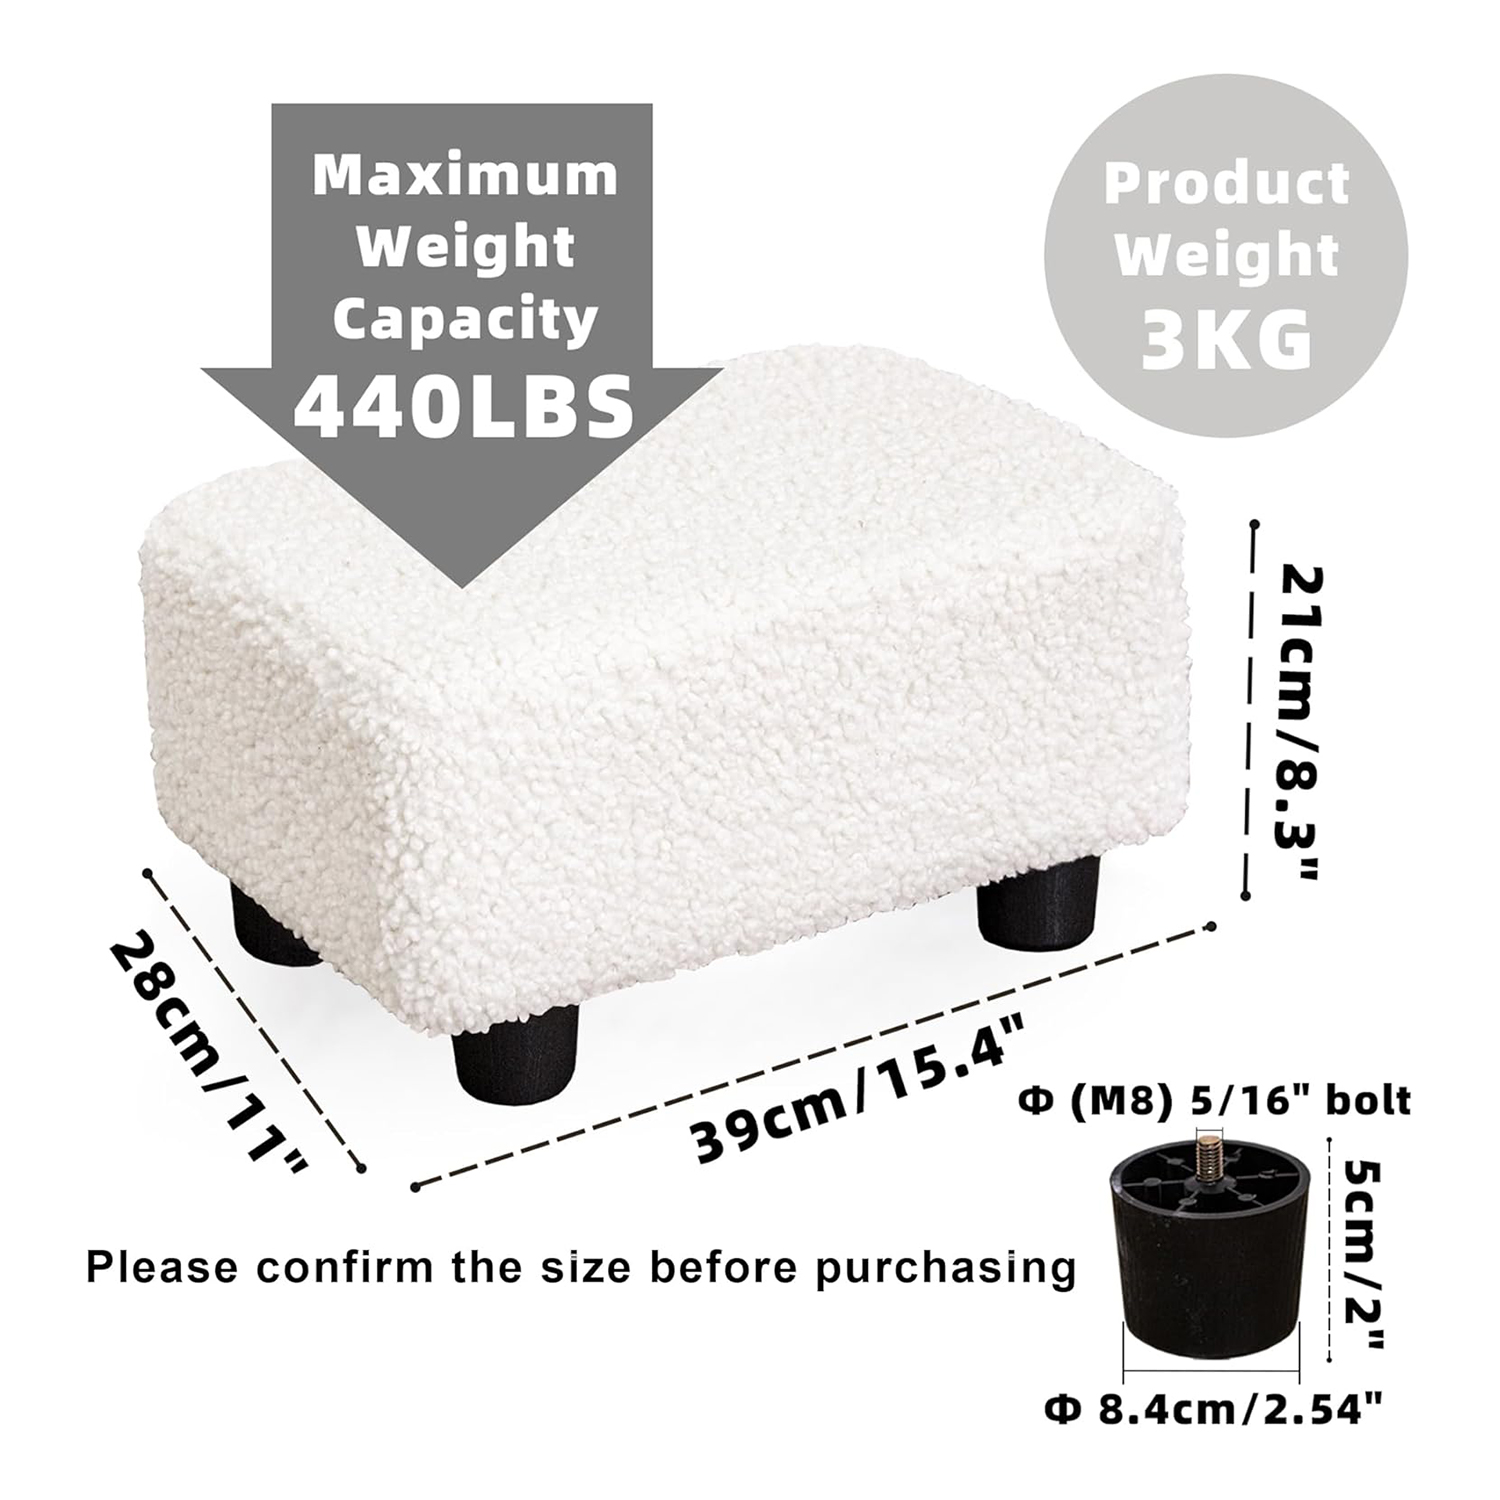 Maximum
Weight
Capacity
440LBS
Product
Weight
3KG
21cm/8.3"
28cm/11"
39cm/15.4"
Φ (M8) 5/16" bolt
5cm/2"
Please confirm the size before purchasing
Φ 8.4cm/2.54"